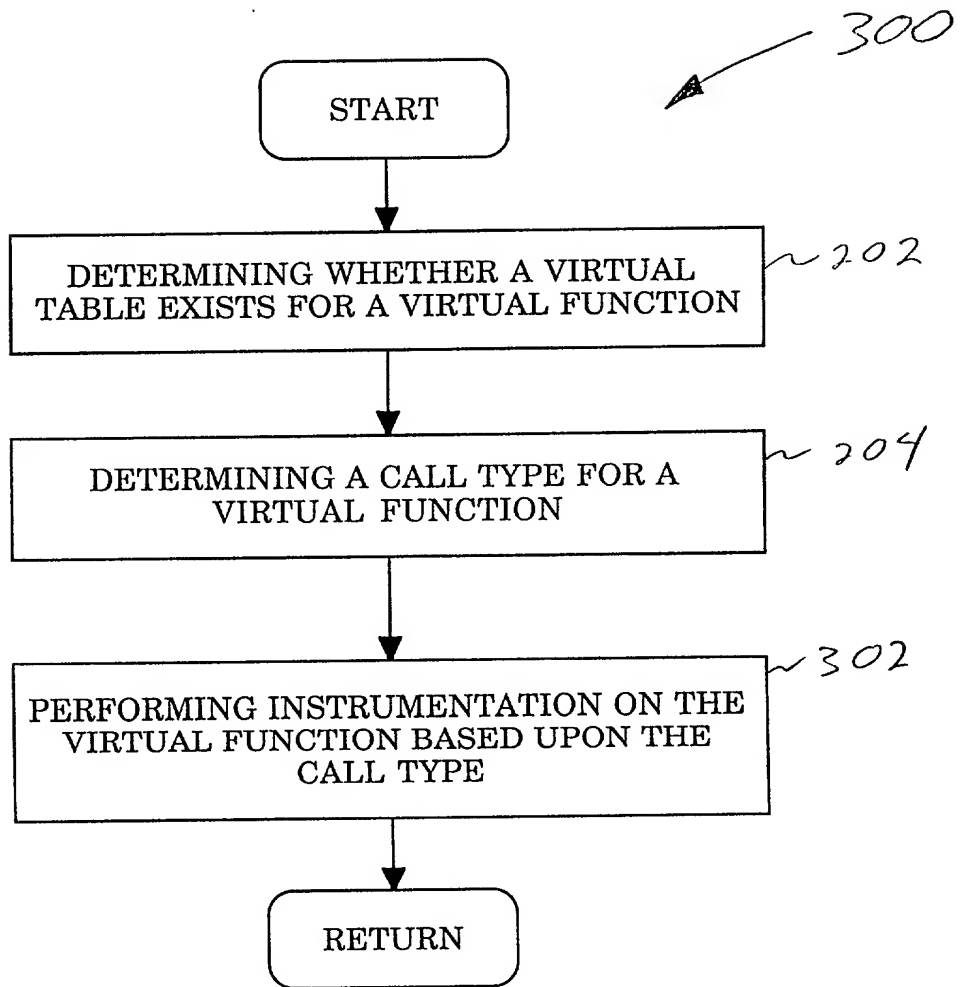 300
START
DETERMINING WHETHER A VIRTUAL
TABLE EXISTS FOR A VIRTUAL FUNCTION
202
DETERMINING A CALL TYPE FOR A
VIRTUAL FUNCTION
204
PERFORMING INSTRUMENTATION ON THE
VIRTUAL FUNCTION BASED UPON THE
CALL TYPE
302
RETURN